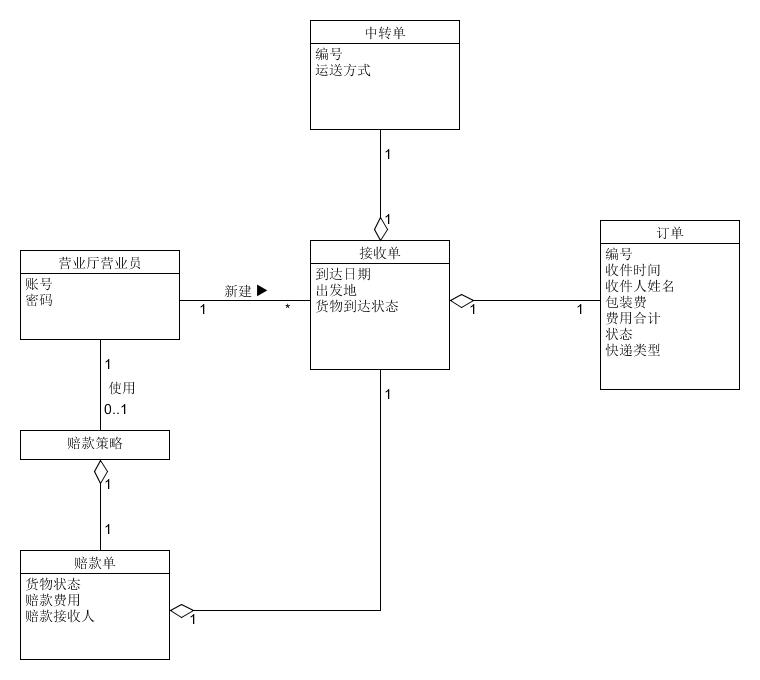 中转单
编号
运送方式
1
1
接收单
到达日期
出发地
货物到达状态
订单
编号
收件时间
收件人姓名
包装费
费用合计
状态
快递类型
营业厅营业员
账号
密码
新建
1
*
1
1
1
使用
0..1
1
赔款策略
1
1
赔款单
货物状态
赔款费用
赔款接收人
1